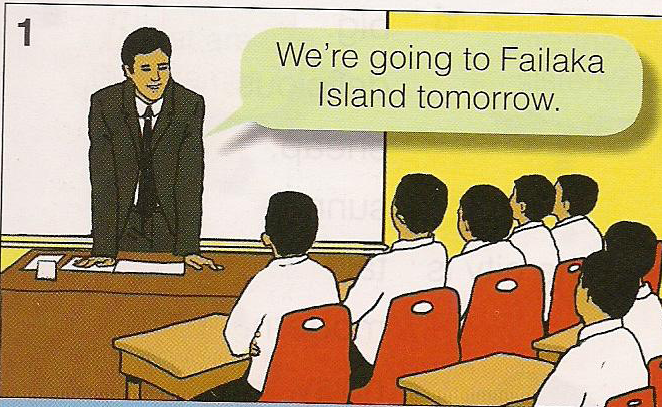 1
We're going to Failaka
Island tomorrow.